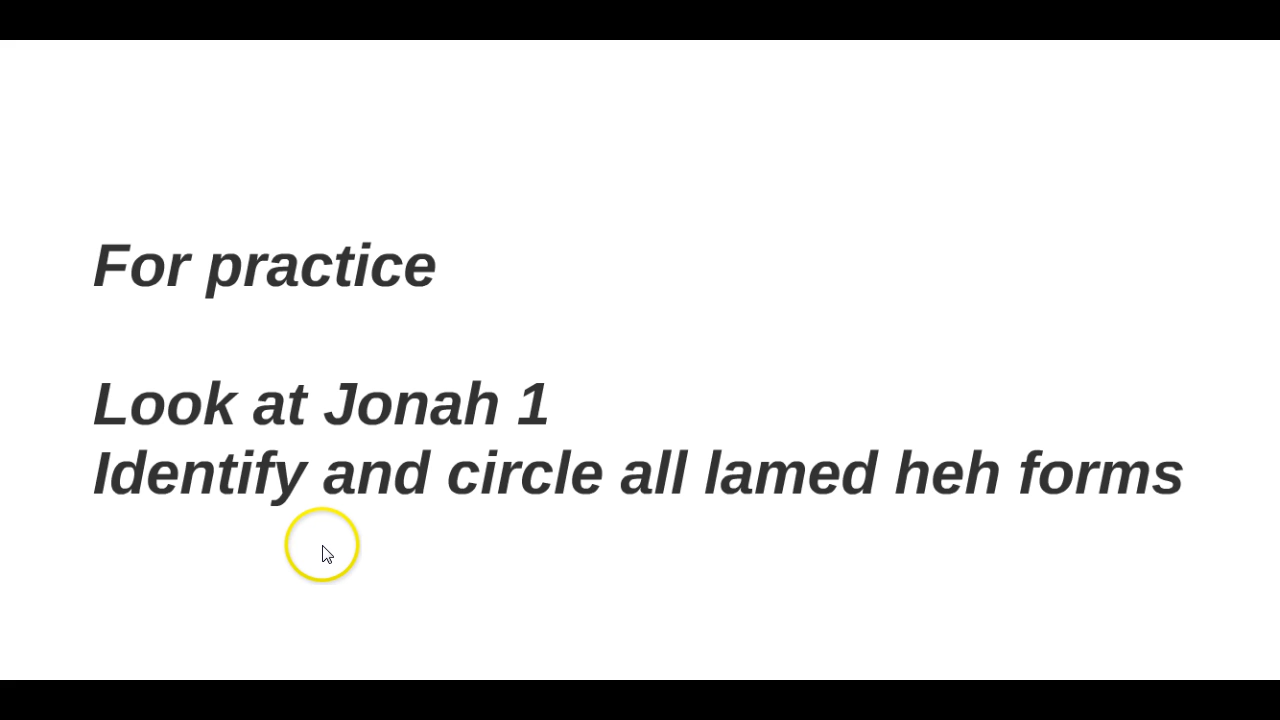 For practice
Look at Jonah 1
Identify and circle all lamed heh forms